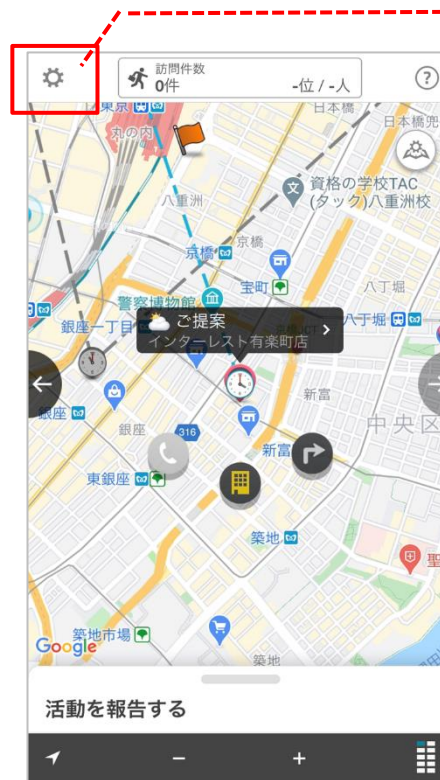 訪問件数
0件
-位 / -人
?
東京
日本橋
丸の内
日本橋兜
文
資格の学校TAC
(タック)八重洲校
八重洲
京橋
京橋
宝町
八丁堀
警察博物館
ご提案
八丁堀
銀座一丁目
インターレスト有楽町店
新富
銀座
中央区
銀座
316
新富
東銀座
築地
聖
築地市場
Google
築地
活動を報告する